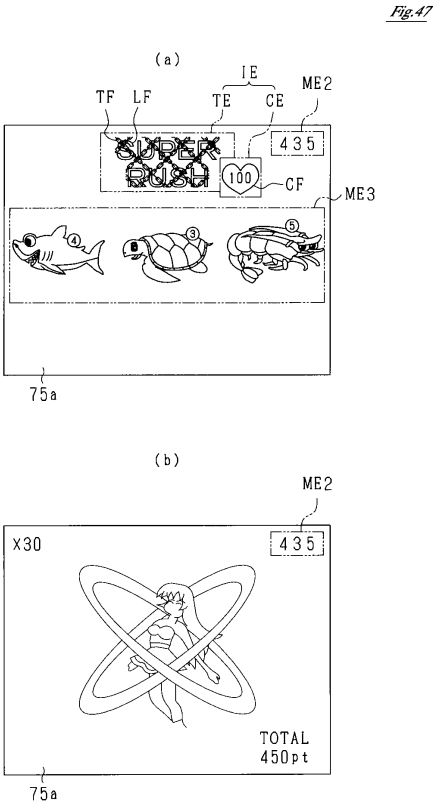 Fig.47
(a)
IE
ME2
TF LF TE CE
SUPER
RUSH
435
100
CF
ME3
4 3 5
75a
(b)
ME2
X30
435
TOTAL
450pt
75a